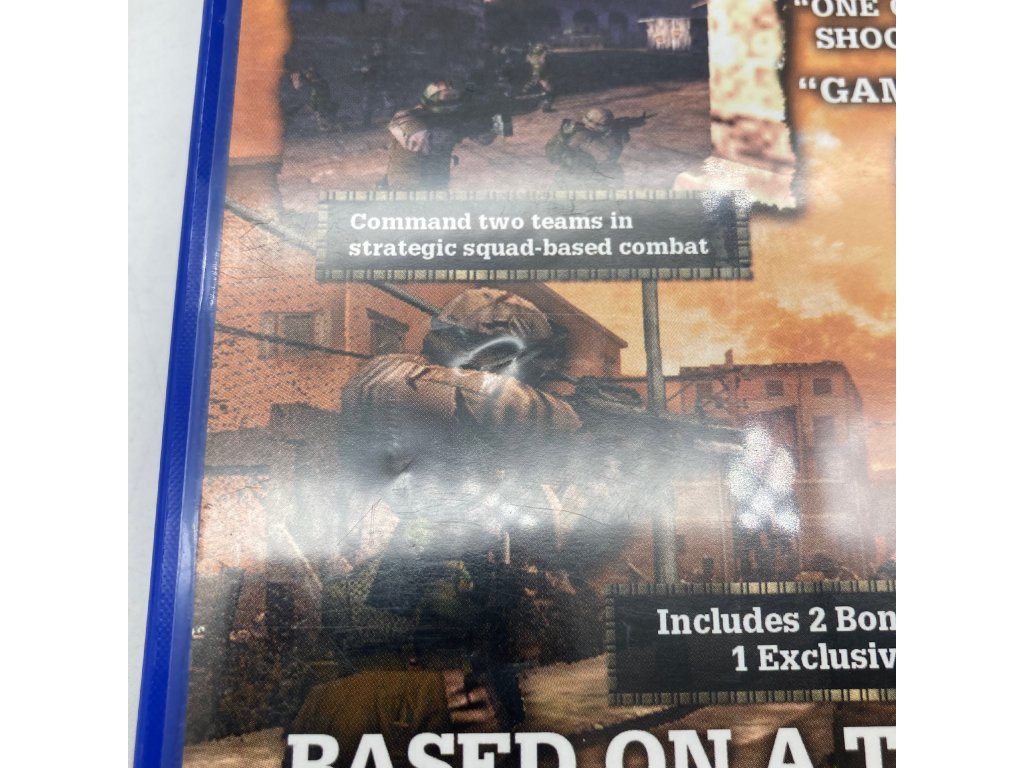 "ONE
SHOO
"GAM
Command two teams in
strategic squad-based combat
Includes 2 Bon
1 Exclusiv
BASED ON A T